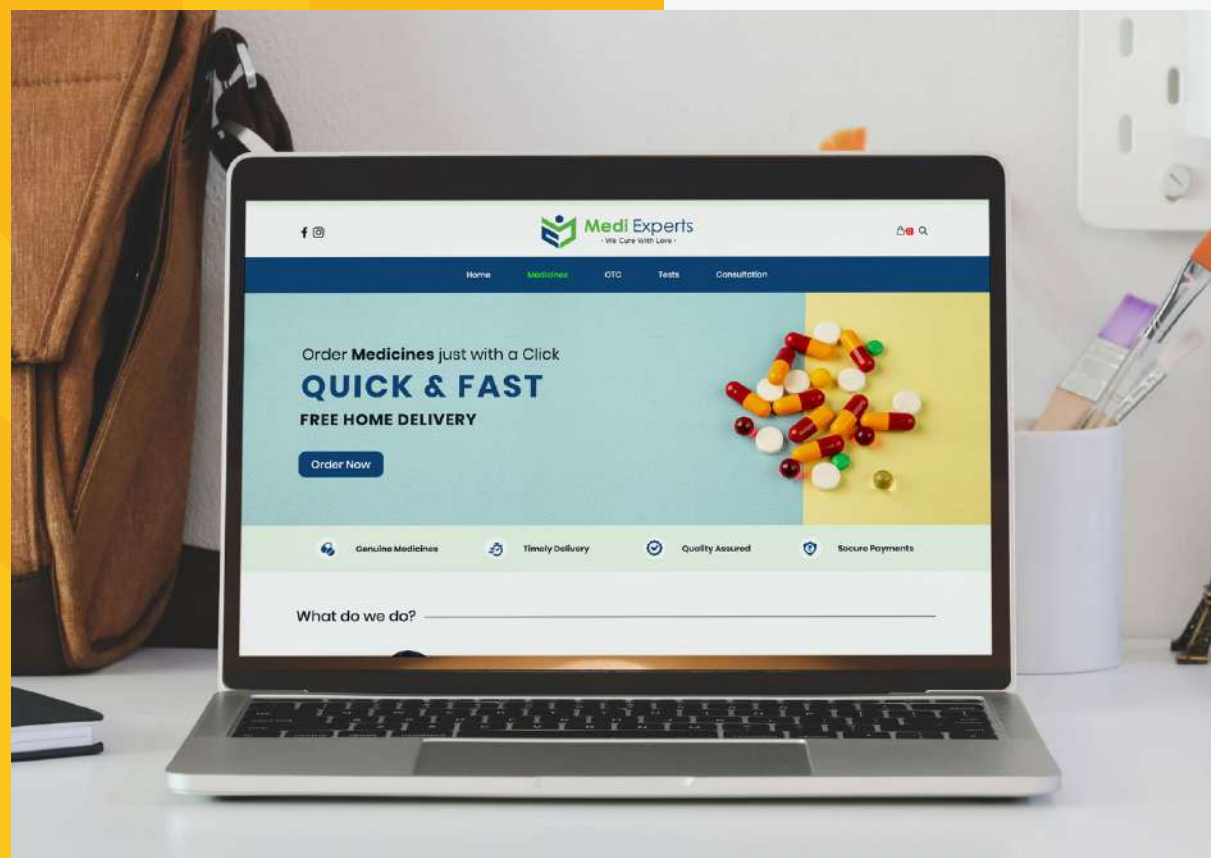 Medi Experts
- We Cure With Love -
Home Medicines OTC Tests Consultation
Order Medicines just with a Click
QUICK & FAST
FREE HOME DELIVERY
Order Now
Genuine Medicines Timely Delivery Quality Assured Secure Payments
What do we do?